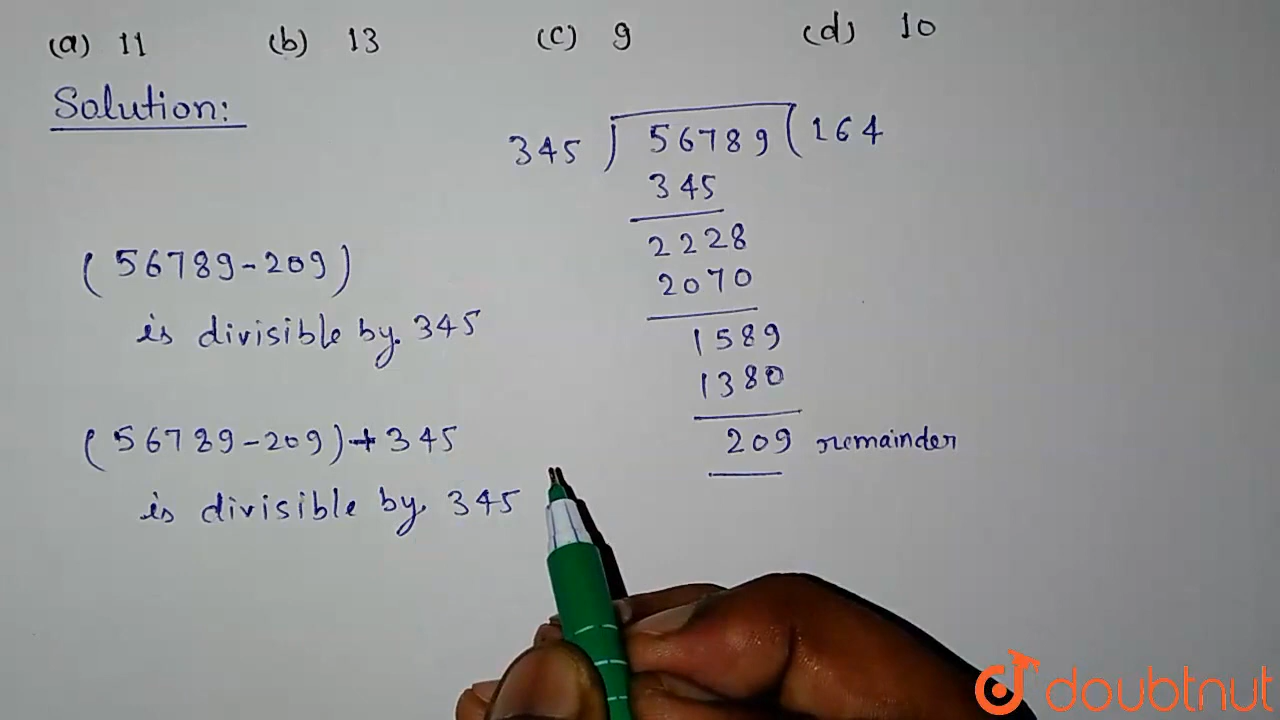 (a) 11 (b) 13 (c) 9 (d) 10
Solution:
345 ) 56789 ( 164
345
2228
2070
1589
1380
209 remainder
(56789-209)
is divisible by. 345
(56789-209)+345
is divisible by. 345
doubtnut